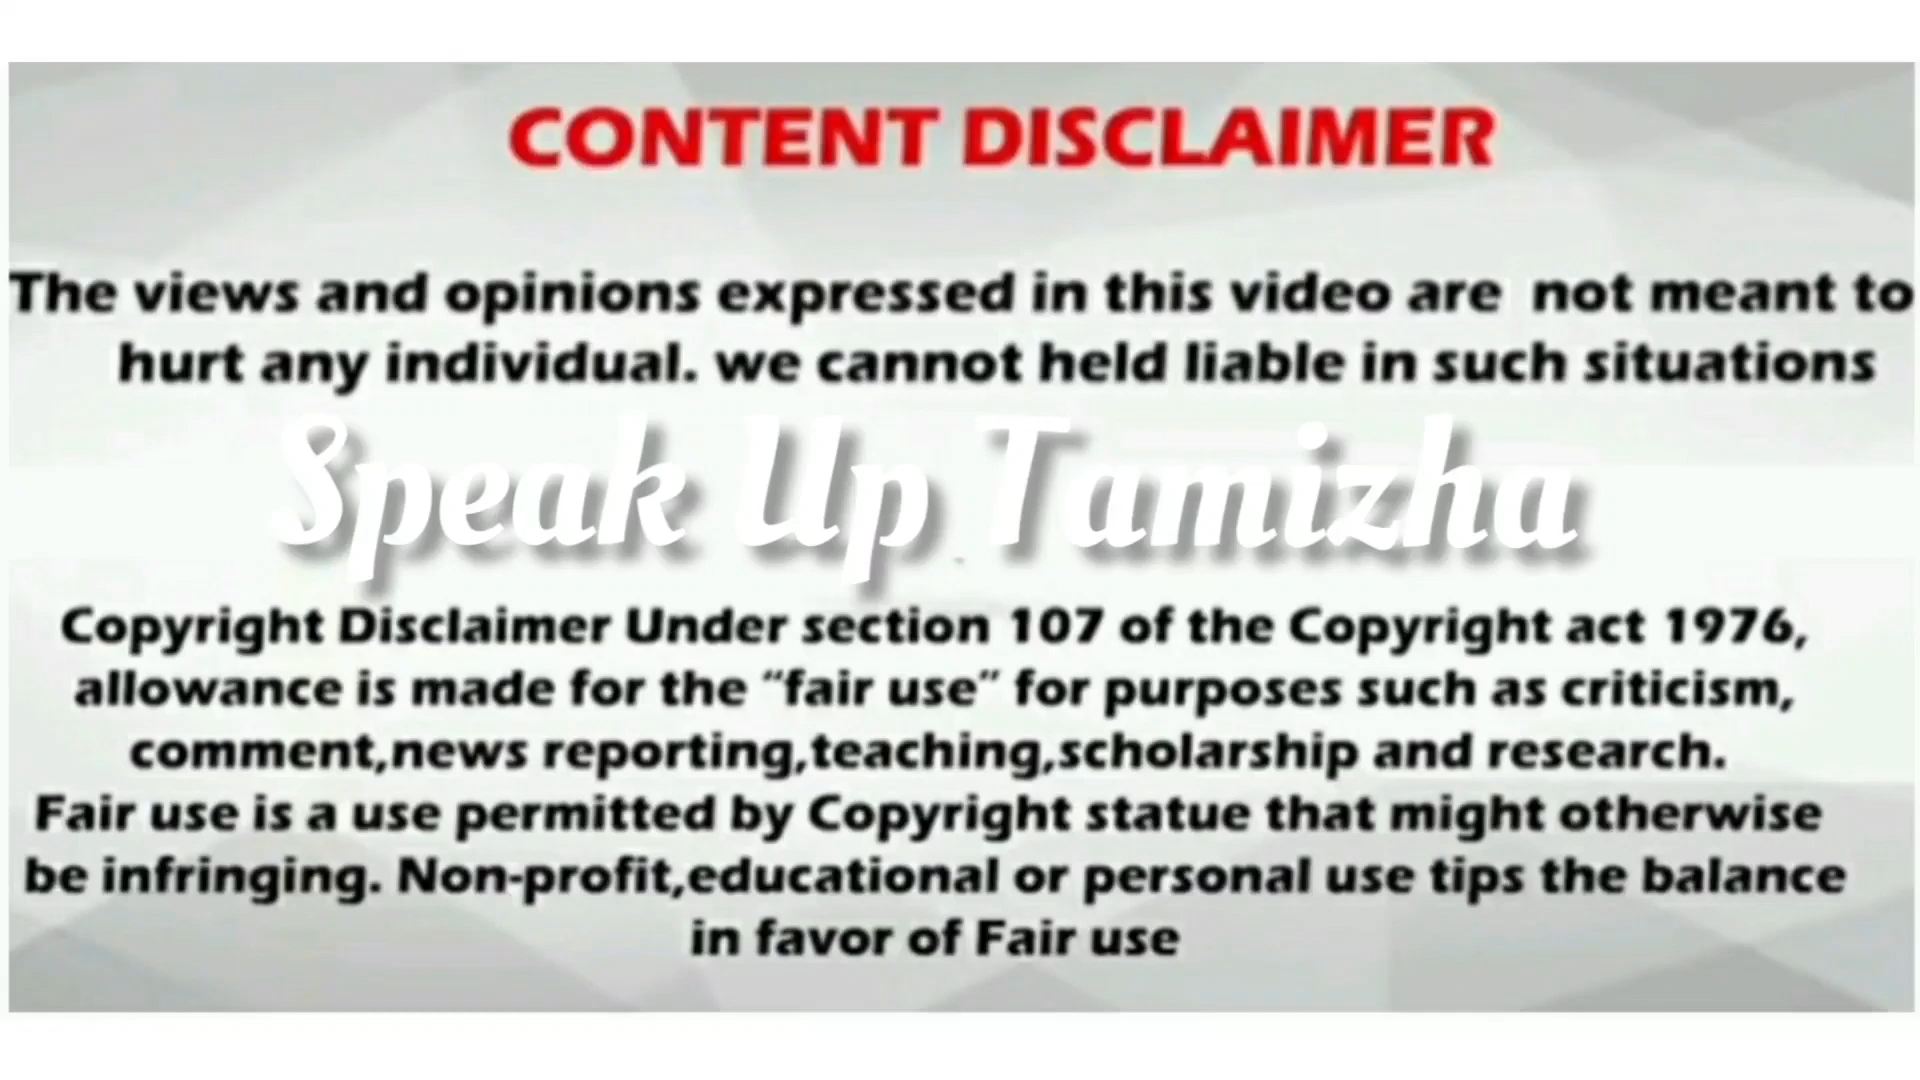 CONTENT DISCLAIMER
The views and opinions expressed in this video are not meant to
hurt any individual. we cannot held liable in such situations
Speak Up Tamizha
Copyright Disclaimer Under section 107 of the Copyright act 1976,
allowance is made for the “fair use” for purposes such as criticism,
comment,news reporting,teaching,scholarship and research.
Fair use is a use permitted by Copyright statue that might otherwise
be infringing. Non-profit,educational or personal use tips the balance
in favor of Fair use